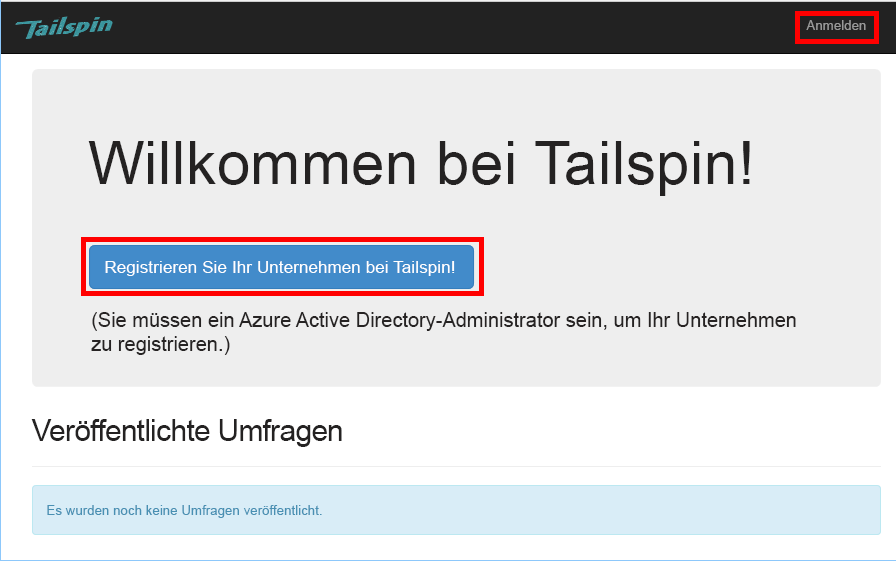 Tailspin
Anmelden
Willkommen bei Tailspin!
Registrieren Sie Ihr Unternehmen bei Tailspin!
(Sie müssen ein Azure Active Directory-Administrator sein, um Ihr Unternehmen
zu registrieren.)
Veröffentlichte Umfragen
Es wurden noch keine Umfragen veröffentlicht.